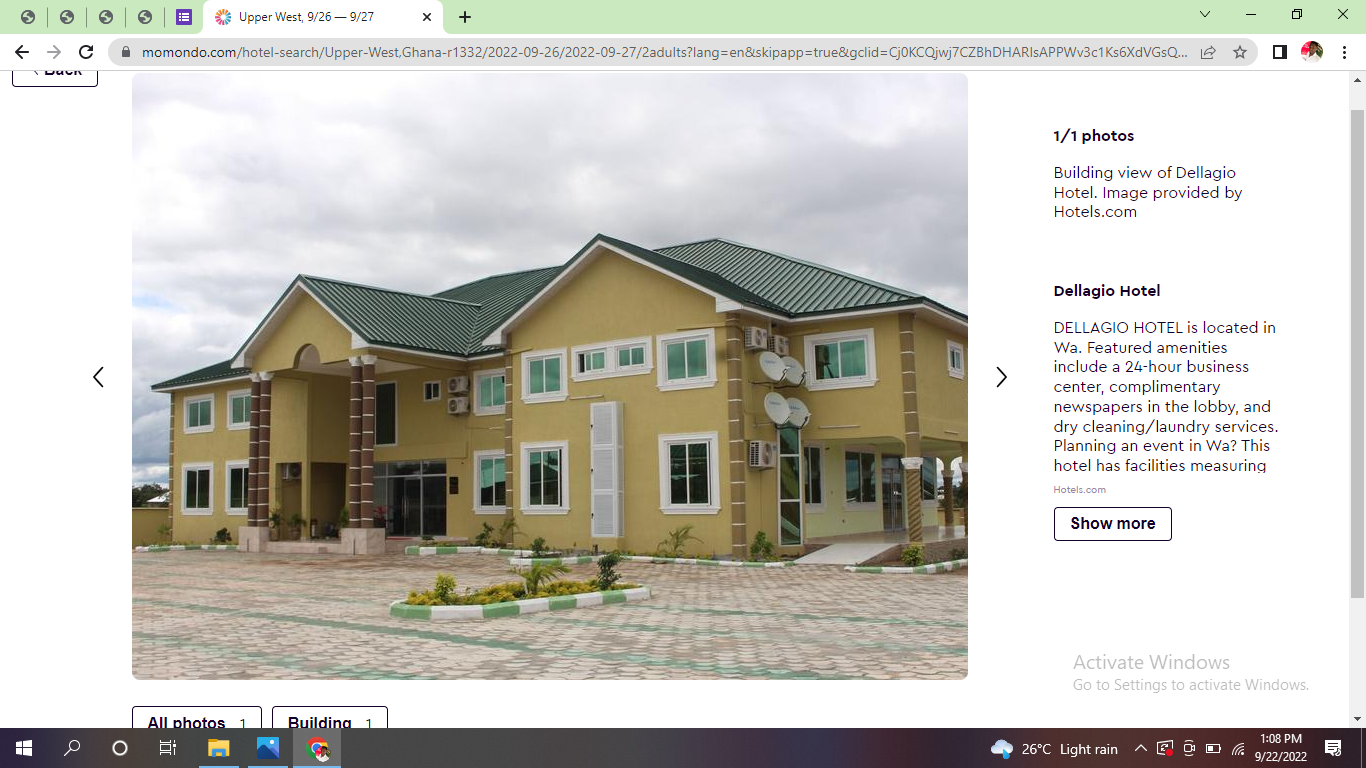 Upper West, 9/26 — 9/27
momondo.com/hotel-search/Upper-West,Ghana-r1332/2022-09-26/2022-09-27/2adults?lang=en&skipapp=true&gclid=Cj0KCQjwj7CZBhDHARIsAPPWv3c1Ks6XdVGsQ...
Back
1/1 photos
Building view of Dellagio
Hotel. Image provided by
Hotels.com
Dellagio Hotel
DELLAGIO HOTEL is located in
Wa. Featured amenities
include a 24-hour business
center, complimentary
newspapers in the lobby, and
dry cleaning/laundry services.
Planning an event in Wa? This
hotel has facilities measuring
Hotels.com
Show more
Activate Windows
Go to Settings to activate Windows.
All photos 1
Building 1
26°C Light rain
1:08 PM
9/22/2022